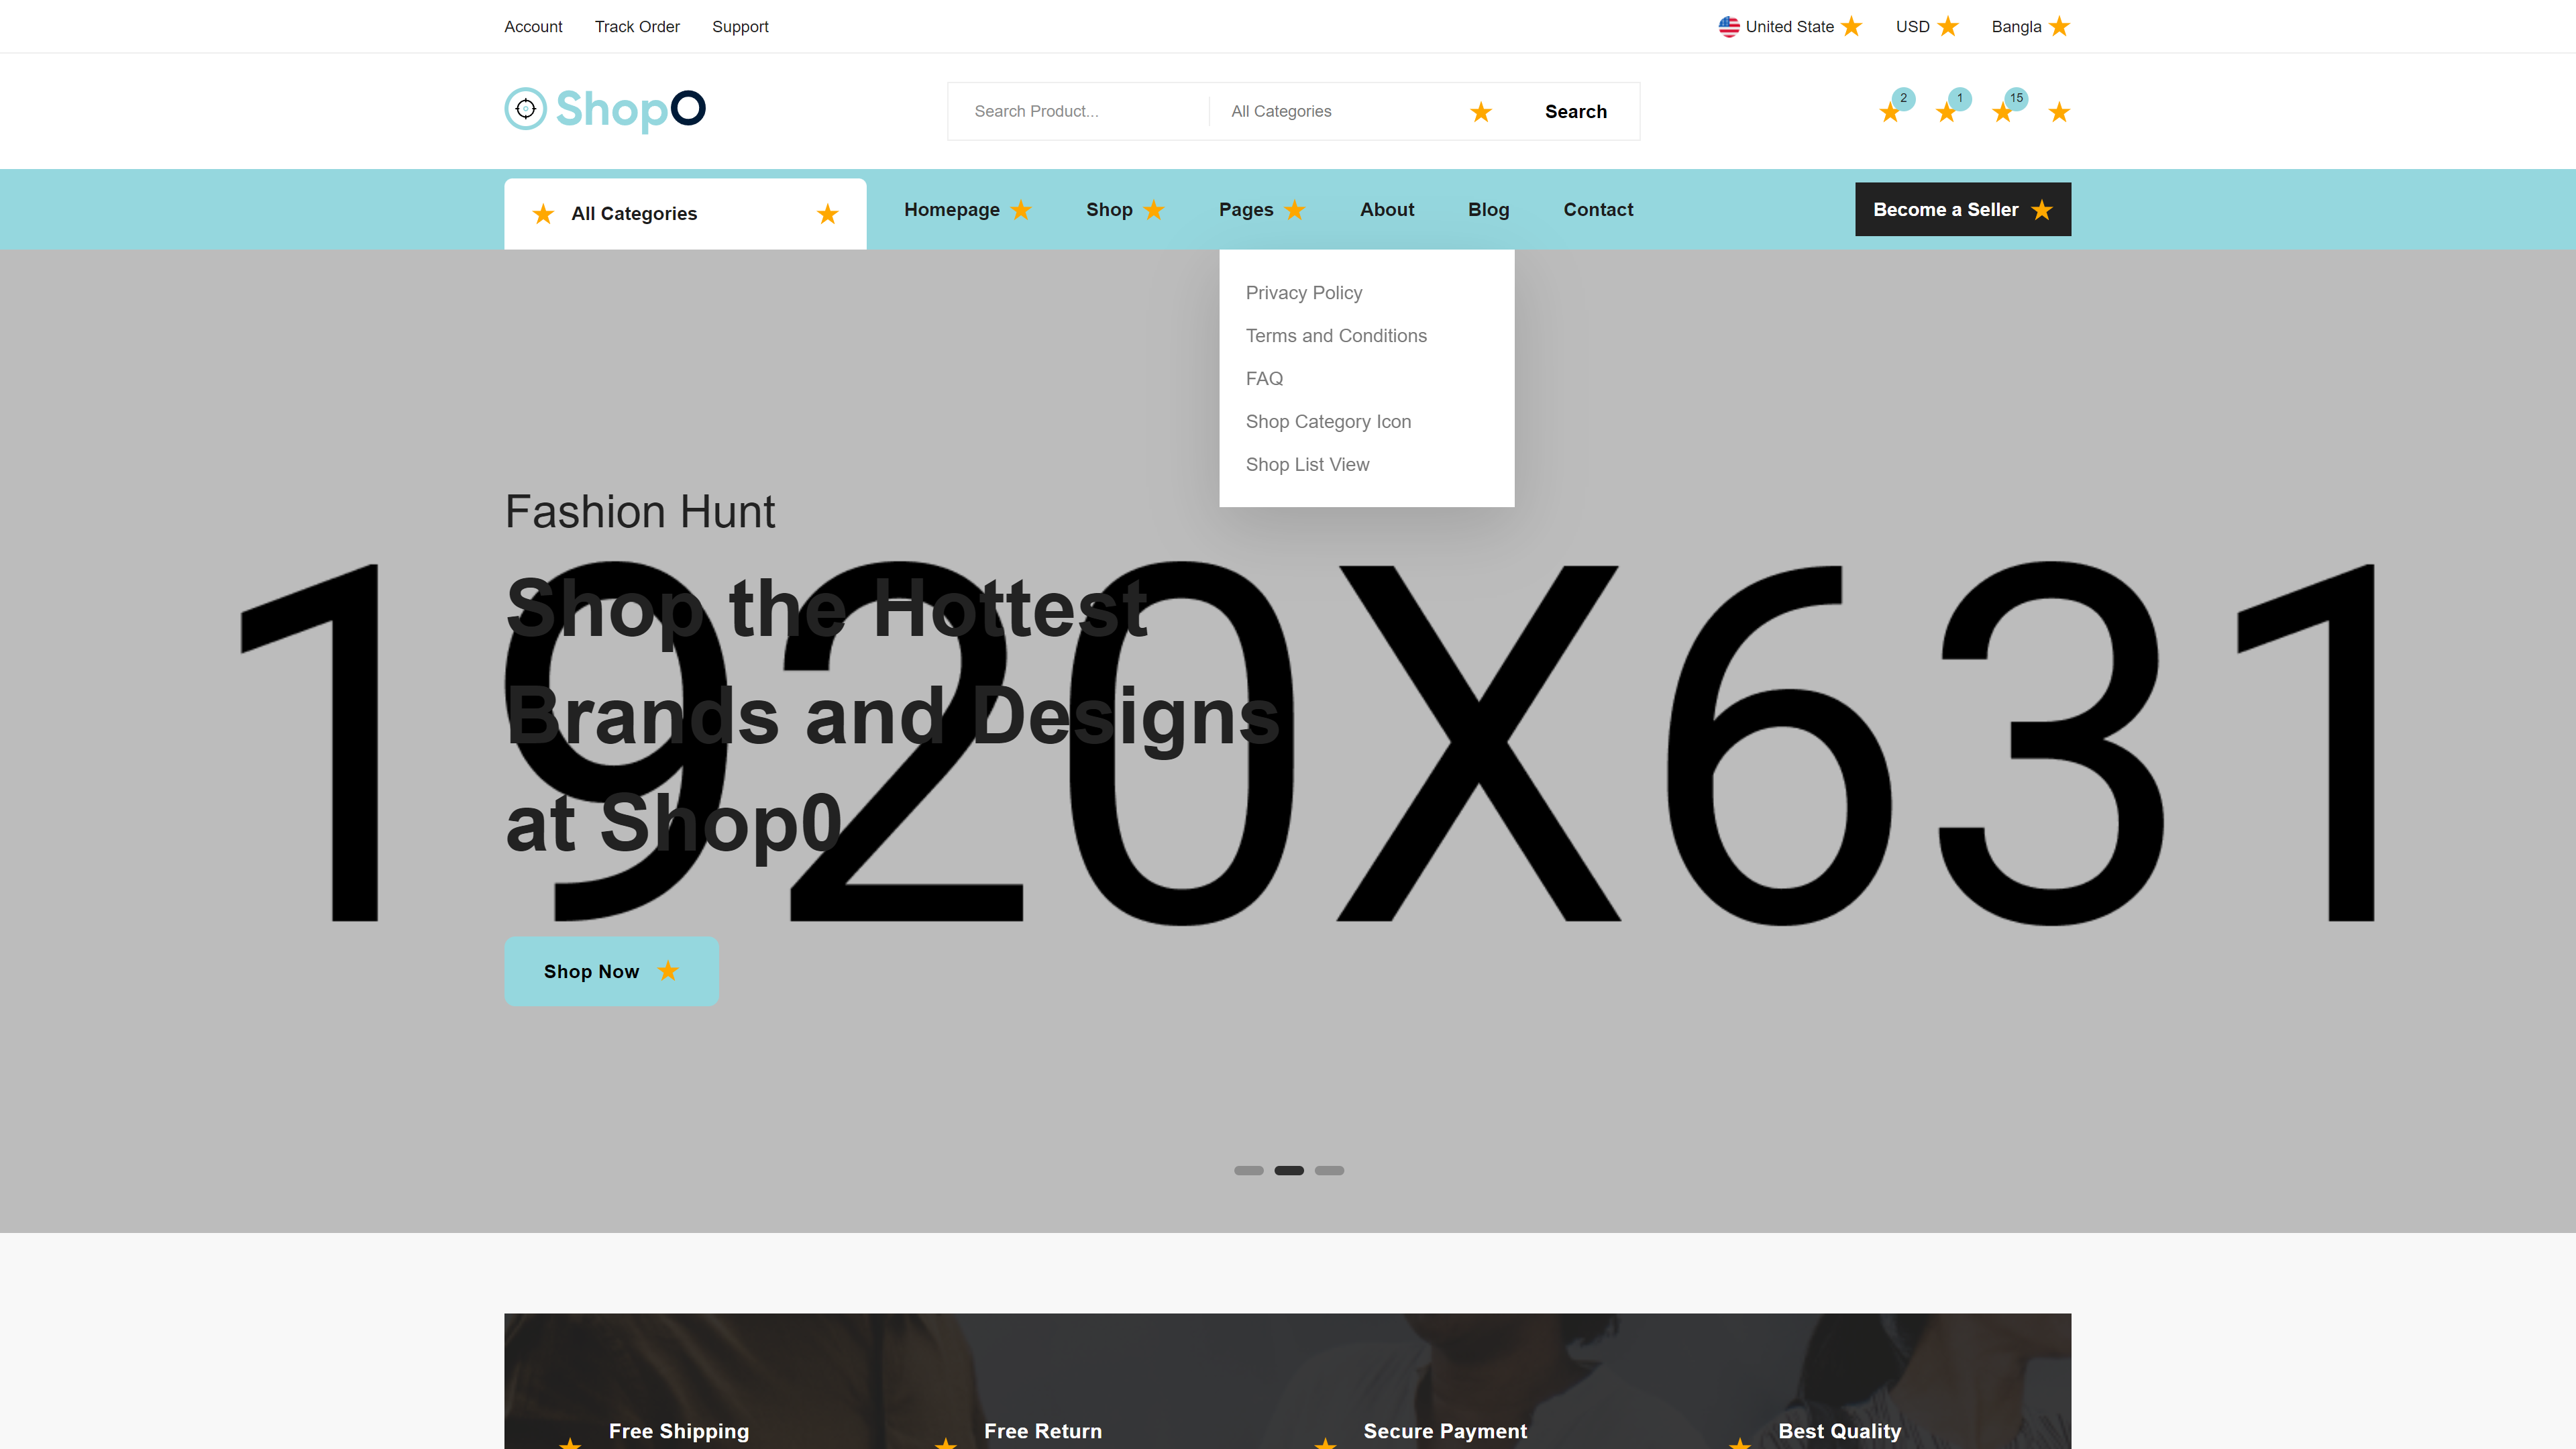 Account Track Order Support United State USD Bangla
ShopO Search Product... All Categories Search 2 1 15
All Categories Homepage Shop Pages About Blog Contact Become a Seller
Privacy Policy
Terms and Conditions
FAQ
Shop Category Icon
Shop List View
Fashion Hunt
1920X631
Shop the Hottest
Brands and Designs
at Shop0
Shop Now
Free Shipping Free Return Secure Payment Best Quality